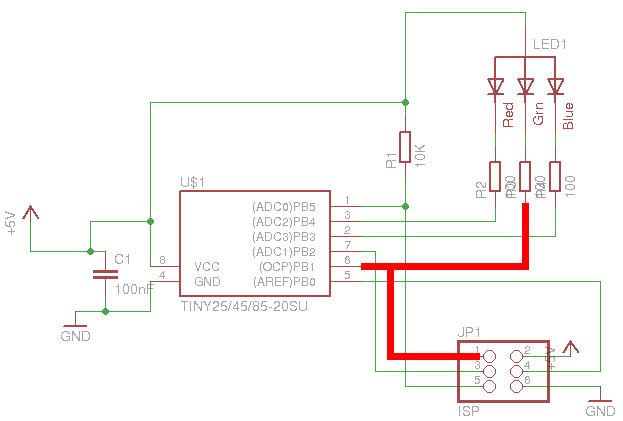 LED1
Red
Grn
Blue
R1
10K
R2
100
100
U$1
+5V
(ADC0)PB5
1
(ADC2)PB4
3
(ADC3)PB3
2
(ADC1)PB2
7
8
VCC
(OCP)PB1
6
4
GND
(AREF)PB0
5
C1
100nF
TINY25/45/85-20SU
GND
JP1
1
2
+5V
3
4
5
6
ISP
GND